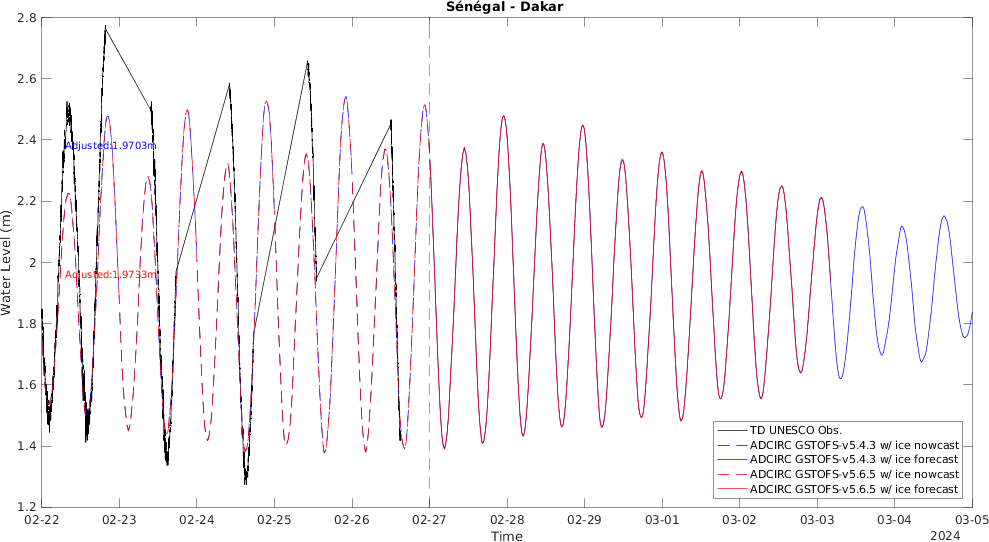 Sénégal - Dakar
2.8
2.6
2.4
2.2
2
1.8
1.6
1.4
1.2
Water Level (m)
Adjusted:1.9703m
Adjusted:1.9733m
TD UNESCO Obs.
ADCIRC GSTOFS-v5.4.3 w/ ice nowcast
ADCIRC GSTOFS-v5.4.3 w/ ice forecast
ADCIRC GSTOFS-v5.6.5 w/ ice nowcast
ADCIRC GSTOFS-v5.6.5 w/ ice forecast
02-22 02-23 02-24 02-25 02-26 02-27 02-28 02-29 03-01 03-02 03-03 03-04 03-05
Time
2024